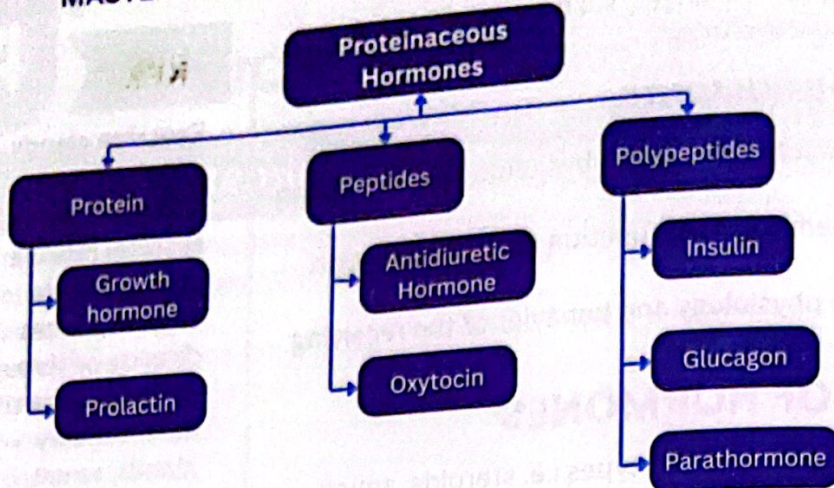 Proteinaceous
Hormones
Protein
Growth
hormone
Prolactin
Peptides
Antidiuretic
Hormone
Oxytocin
Polypeptides
Insulin
Glucagon
Parathormone